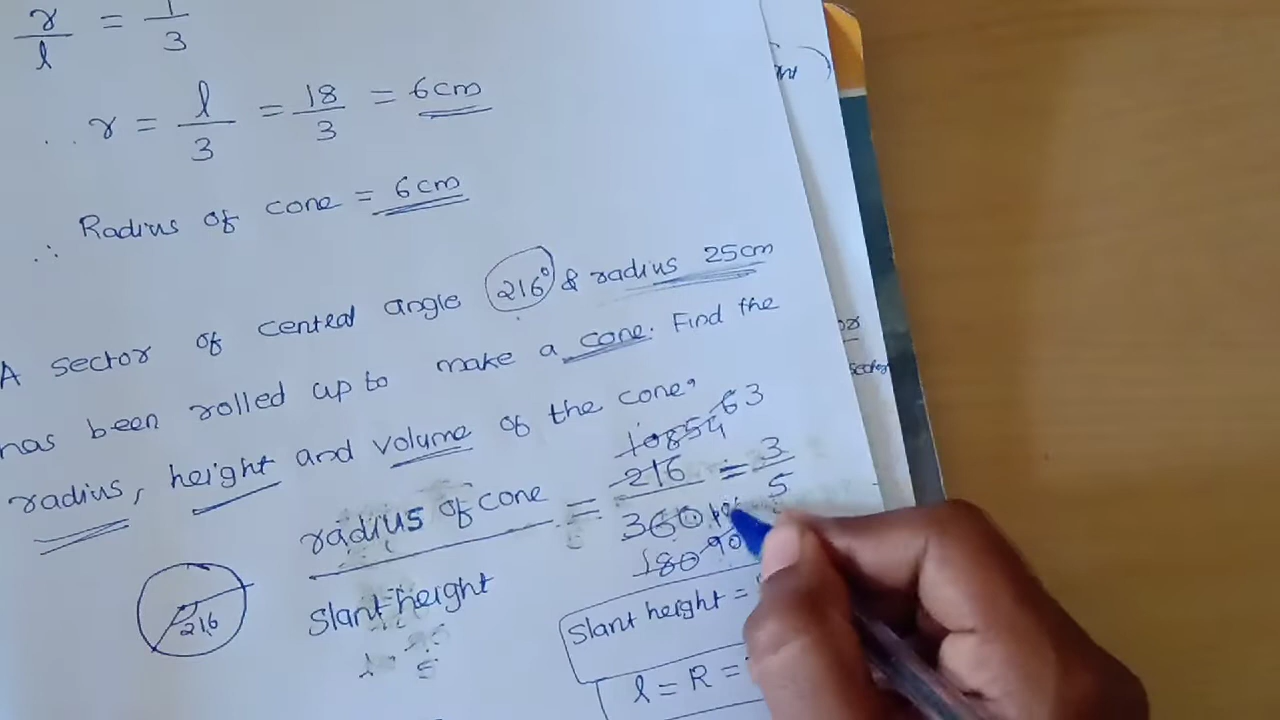 r/l = 1/3
∴ r = l/3 = 18/3 = 6cm
∴ Radius of cone = 6cm
A sector of central angle 216° & radius 25cm
has been rolled up to make a cone. Find the
radius, height and volume of the cone?
radius of cone / Slant height = 216/360 = 3/5
108 54 6 3
180 90
216
Slant height =
l = R =
sector